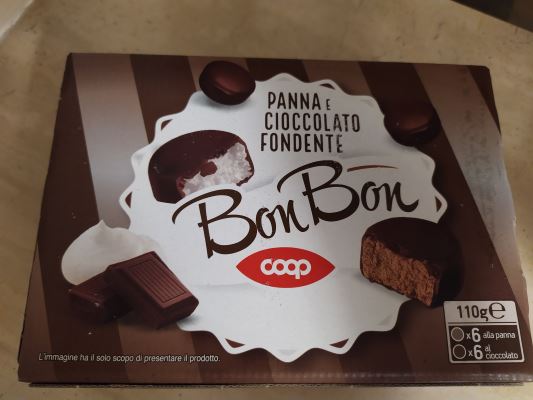 PANNA E
CIOCCOLATO
FONDENTE
BonBon
coop
110g e
x6 alla panna
x6 al cioccolato
L'immagine ha il solo scopo di presentare il prodotto.